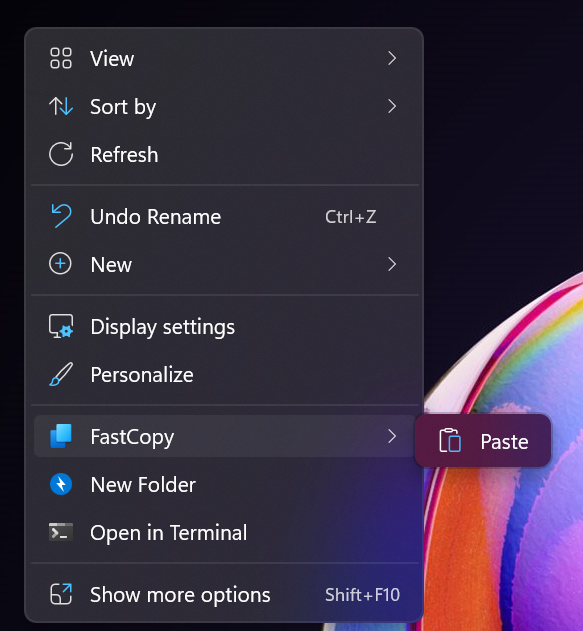 View
Sort by
Refresh
Undo Rename Ctrl+Z
New
Display settings
Personalize
FastCopy
Paste
New Folder
Open in Terminal
Show more options Shift+F10